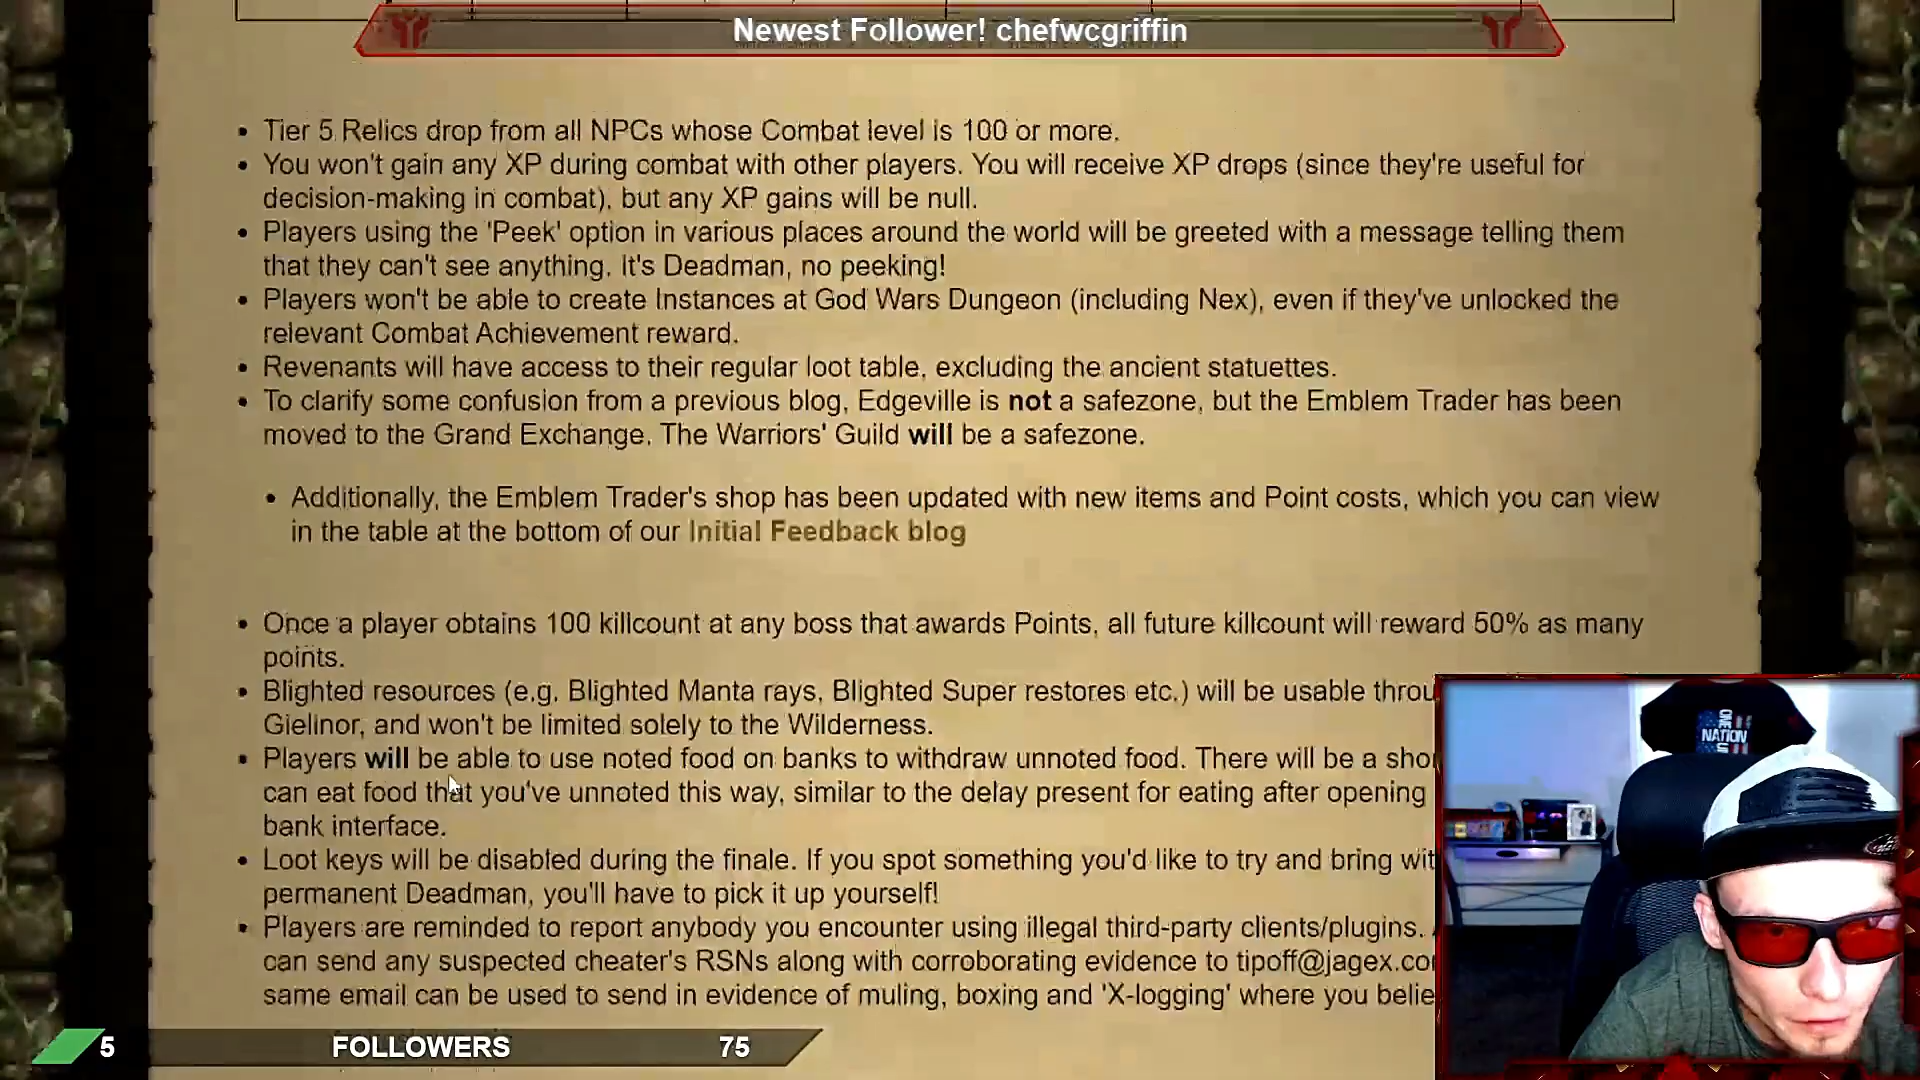 Newest Follower! chefwcgriffin
• Tier 5 Relics drop from all NPCs whose Combat level is 100 or more.
• You won't gain any XP during combat with other players. You will receive XP drops (since they're useful for
decision-making in combat), but any XP gains will be null.
• Players using the 'Peek' option in various places around the world will be greeted with a message telling them
that they can't see anything. It's Deadman, no peeking!
• Players won't be able to create Instances at God Wars Dungeon (including Nex), even if they've unlocked the
relevant Combat Achievement reward.
• Revenants will have access to their regular loot table, excluding the ancient statuettes.
• To clarify some confusion from a previous blog, Edgeville is not a safezone, but the Emblem Trader has been
moved to the Grand Exchange. The Warriors' Guild will be a safezone.
• Additionally, the Emblem Trader's shop has been updated with new items and Point costs, which you can view
in the table at the bottom of our Initial Feedback blog
• Once a player obtains 100 killcount at any boss that awards Points, all future killcount will reward 50% as many
points.
• Blighted resources (e.g. Blighted Manta rays, Blighted Super restores etc.) will be usable throu
Gielinor, and won't be limited solely to the Wilderness.
• Players will be able to use noted food on banks to withdraw unnoted food. There will be a sho
can eat food that you've unnoted this way, similar to the delay present for eating after opening
bank interface.
• Loot keys will be disabled during the finale. If you spot something you'd like to try and bring wit
permanent Deadman, you'll have to pick it up yourself!
• Players are reminded to report anybody you encounter using illegal third-party clients/plugins.
can send any suspected cheater's RSNs along with corroborating evidence to tipoff@jagex.co
same email can be used to send in evidence of muling, boxing and 'X-logging' where you belie
ONE
NATION
5 FOLLOWERS 75